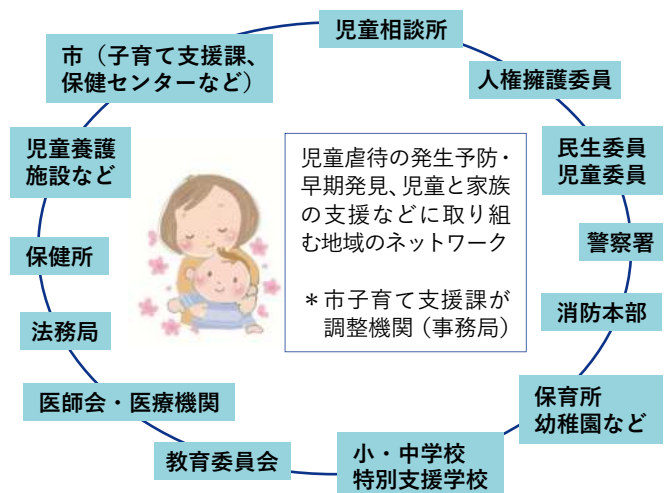 児童相談所
市（子育て支援課、
保健センターなど）
人権擁護委員
児童養護
施設など
児童虐待の発生予防・
早期発見、児童と家族
の支援などに取り組
む地域のネットワーク
＊市子育て支援課が
調整機関（事務局）
民生委員
児童委員
保健所
警察署
法務局
消防本部
医師会・医療機関
保育所
幼稚園など
教育委員会
小・中学校
特別支援学校